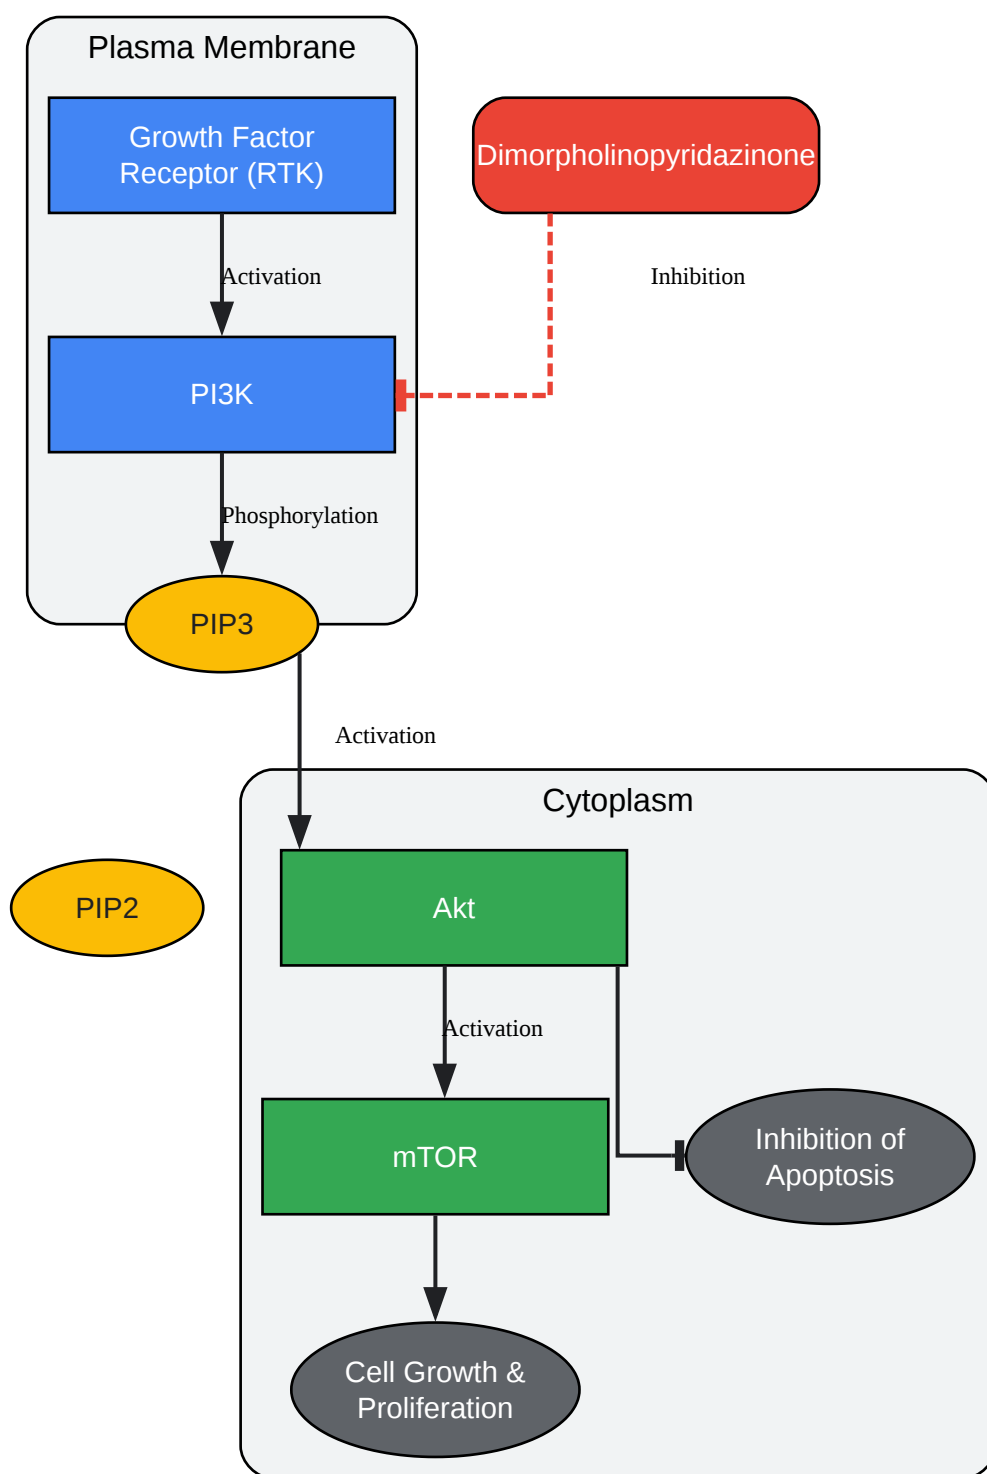 Plasma Membrane
Growth Factor
Receptor (RTK)
Dimorpholinopyridazinone
Activation
Inhibition
PI3K
Phosphorylation
PIP3
Activation
Cytoplasm
Akt
PIP2
Activation
mTOR
Inhibition of
Apoptosis
Cell Growth &
Proliferation